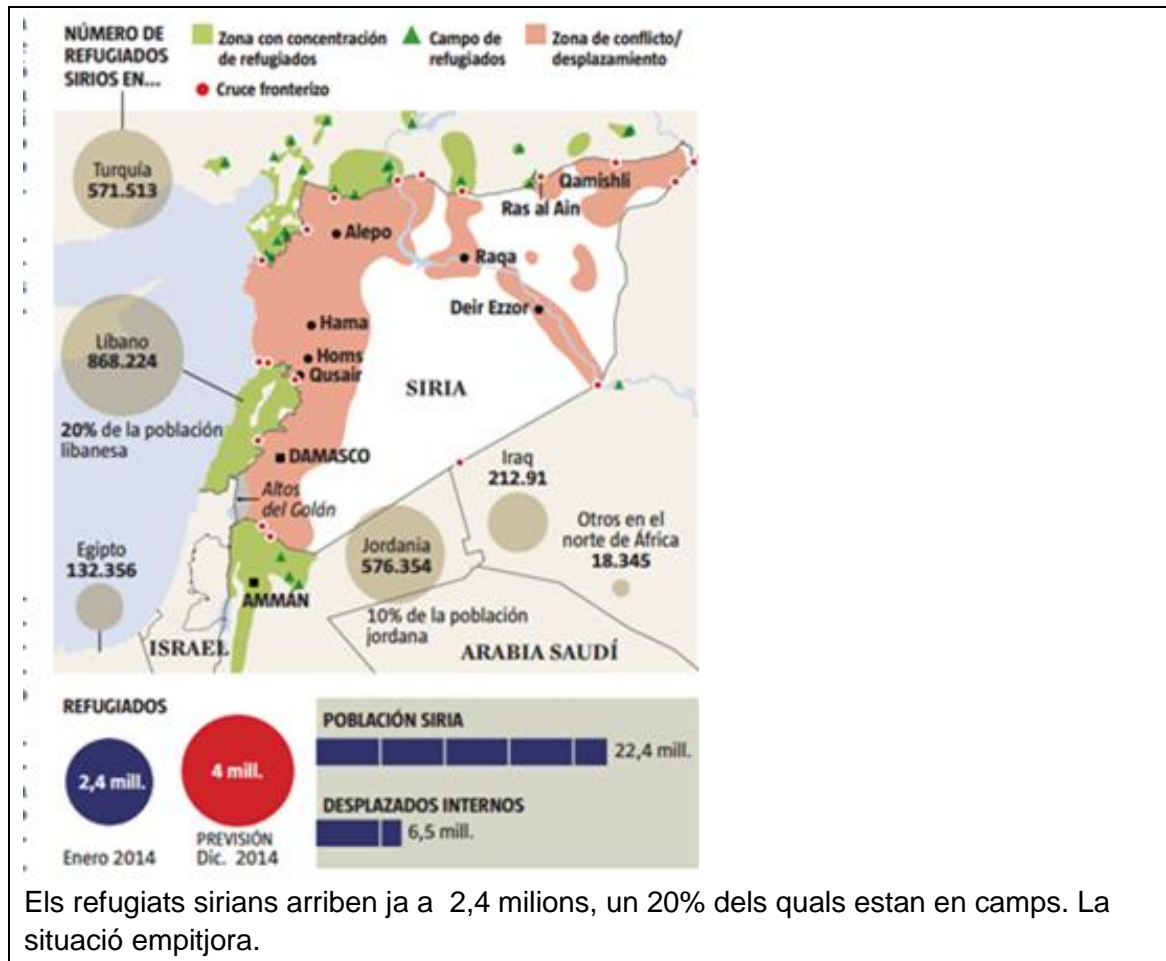 NÚMERO DE
REFUGIADOS
SIRIOS EN...
Zona con concentración
de refugiados
Campo de
refugiados
Zona de conflicto/
desplazamiento
Cruce fronterizo
Turquía
571.513
Qamishli
Ras al Ain
Alepo
Raqa
Deir Ezzor
Hama
Líbano
868.224
Homs
Qusair
SIRIA
20% de la población
libanesa
DAMASCO
Iraq
212.91
Altos
del Golán
Otros en el
norte de África
18.345
Egipto
132.356
Jordania
576.354
AMMÁN
10% de la población
jordana
ISRAEL
ARABIA SAUDÍ
REFUGIADOS
2,4 mill.
Enero 2014
4 mill.
PREVISIÓN
Dic. 2014
POBLACIÓN SIRIA
22,4 mill.
DESPLAZADOS INTERNOS
6,5 mill.
Els refugiats sirians arriben ja a 2,4 milions, un 20% dels quals estan en camps. La
situació empitjora.